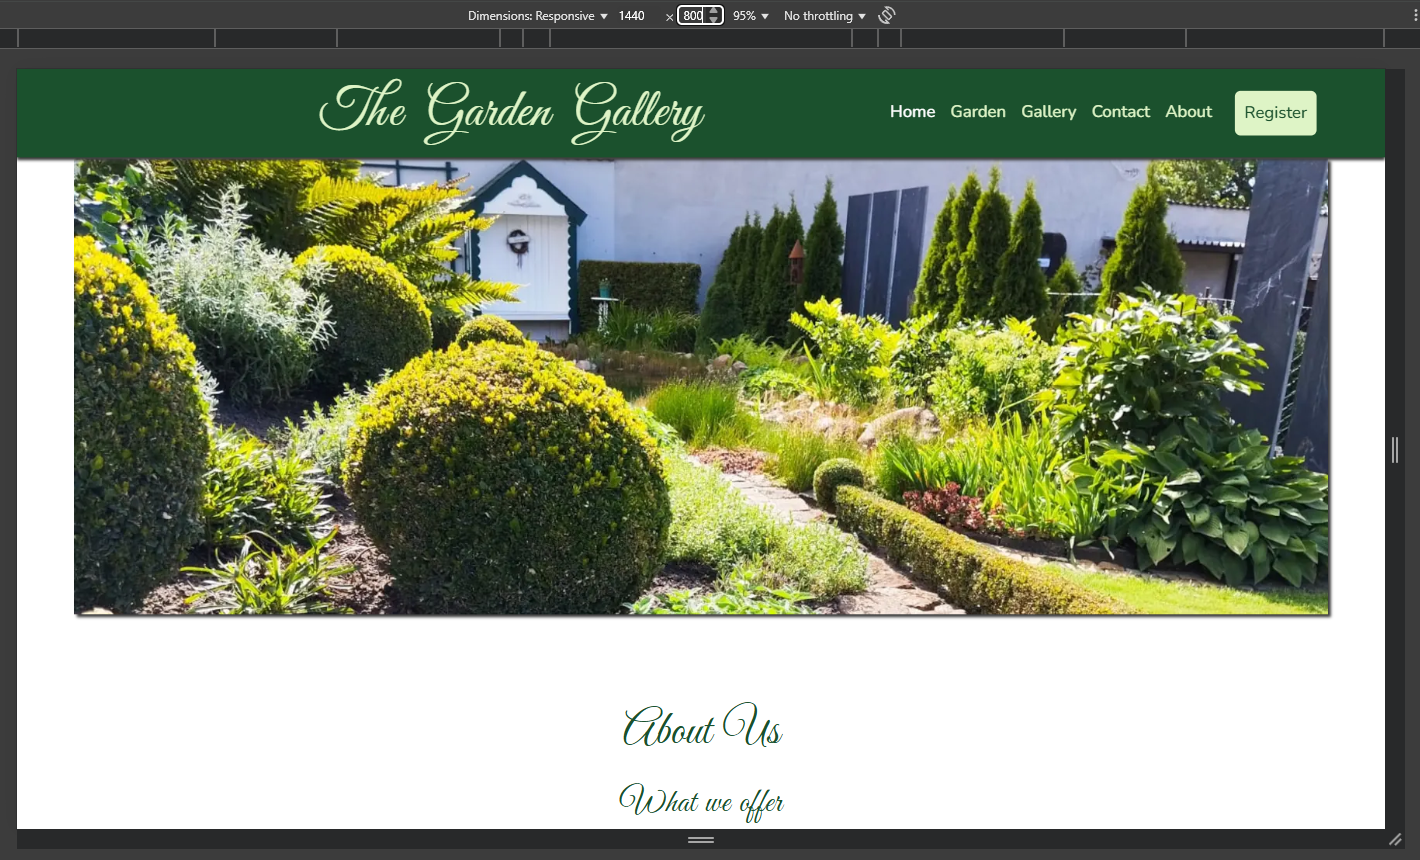 Dimensions: Responsive 1440 × 800 95% No throttling
The Garden Gallery
Home Garden Gallery Contact About Register
About Us
What we offer